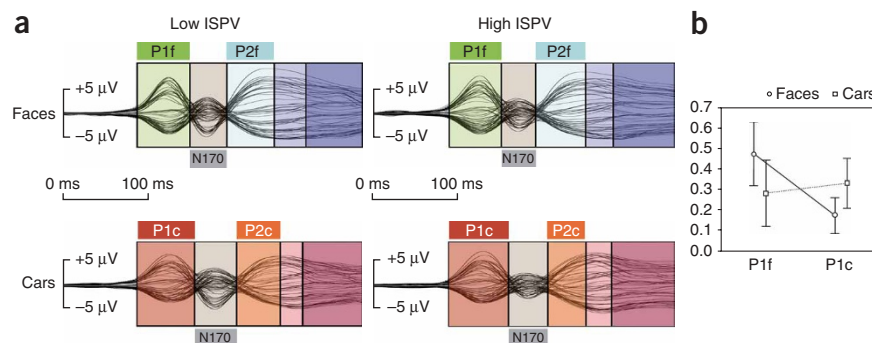 a
Low ISPV
High ISPV
b
P1f P2f
P1f P2f
Faces
+5 µV
−5 µV
+5 µV
−5 µV
N170
N170
0 ms 100 ms
0 ms 100 ms
P1c P2c
P1c P2c
Cars
+5 µV
−5 µV
+5 µV
−5 µV
N170
N170
Faces Cars
0.7
0.6
0.5
0.4
0.3
0.2
0.1
0.0
P1f P1c